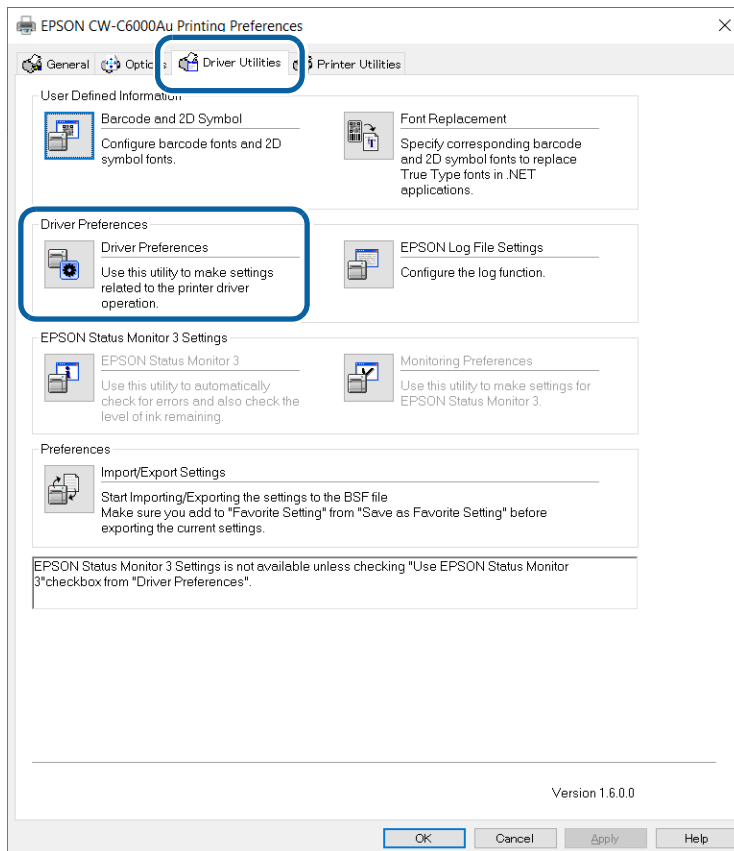 EPSON CW-C6000Au Printing Preferences
General
Driver Utilities
Printer Utilities
User Defined Information
Barcode and 2D Symbol
Configure barcode fonts and 2D
symbol fonts.
Font Replacement
Specify corresponding barcode
and 2D symbol fonts to replace
True Type fonts in .NET
applications.
Driver Preferences
Driver Preferences
Use this utility to make settings
related to the printer driver
operation.
EPSON Log File Settings
Configure the log function.
EPSON Status Monitor 3 Settings
EPSON Status Monitor 3
Use this utility to automatically
check for errors and also check the
level of ink remaining.
Monitoring Preferences
Use this utility to make settings for
EPSON Status Monitor 3.
Preferences
Import/Export Settings
Start Importing/Exporting the settings to the BSF file
Make sure you add to "Favorite Setting" from "Save as Favorite Setting" before
exporting the current settings.
EPSON Status Monitor 3 Settings is not available unless checking "Use EPSON Status Monitor
3"checkbox from "Driver Preferences".
Version 1.6.0.0
OK
Cancel
Apply
Help